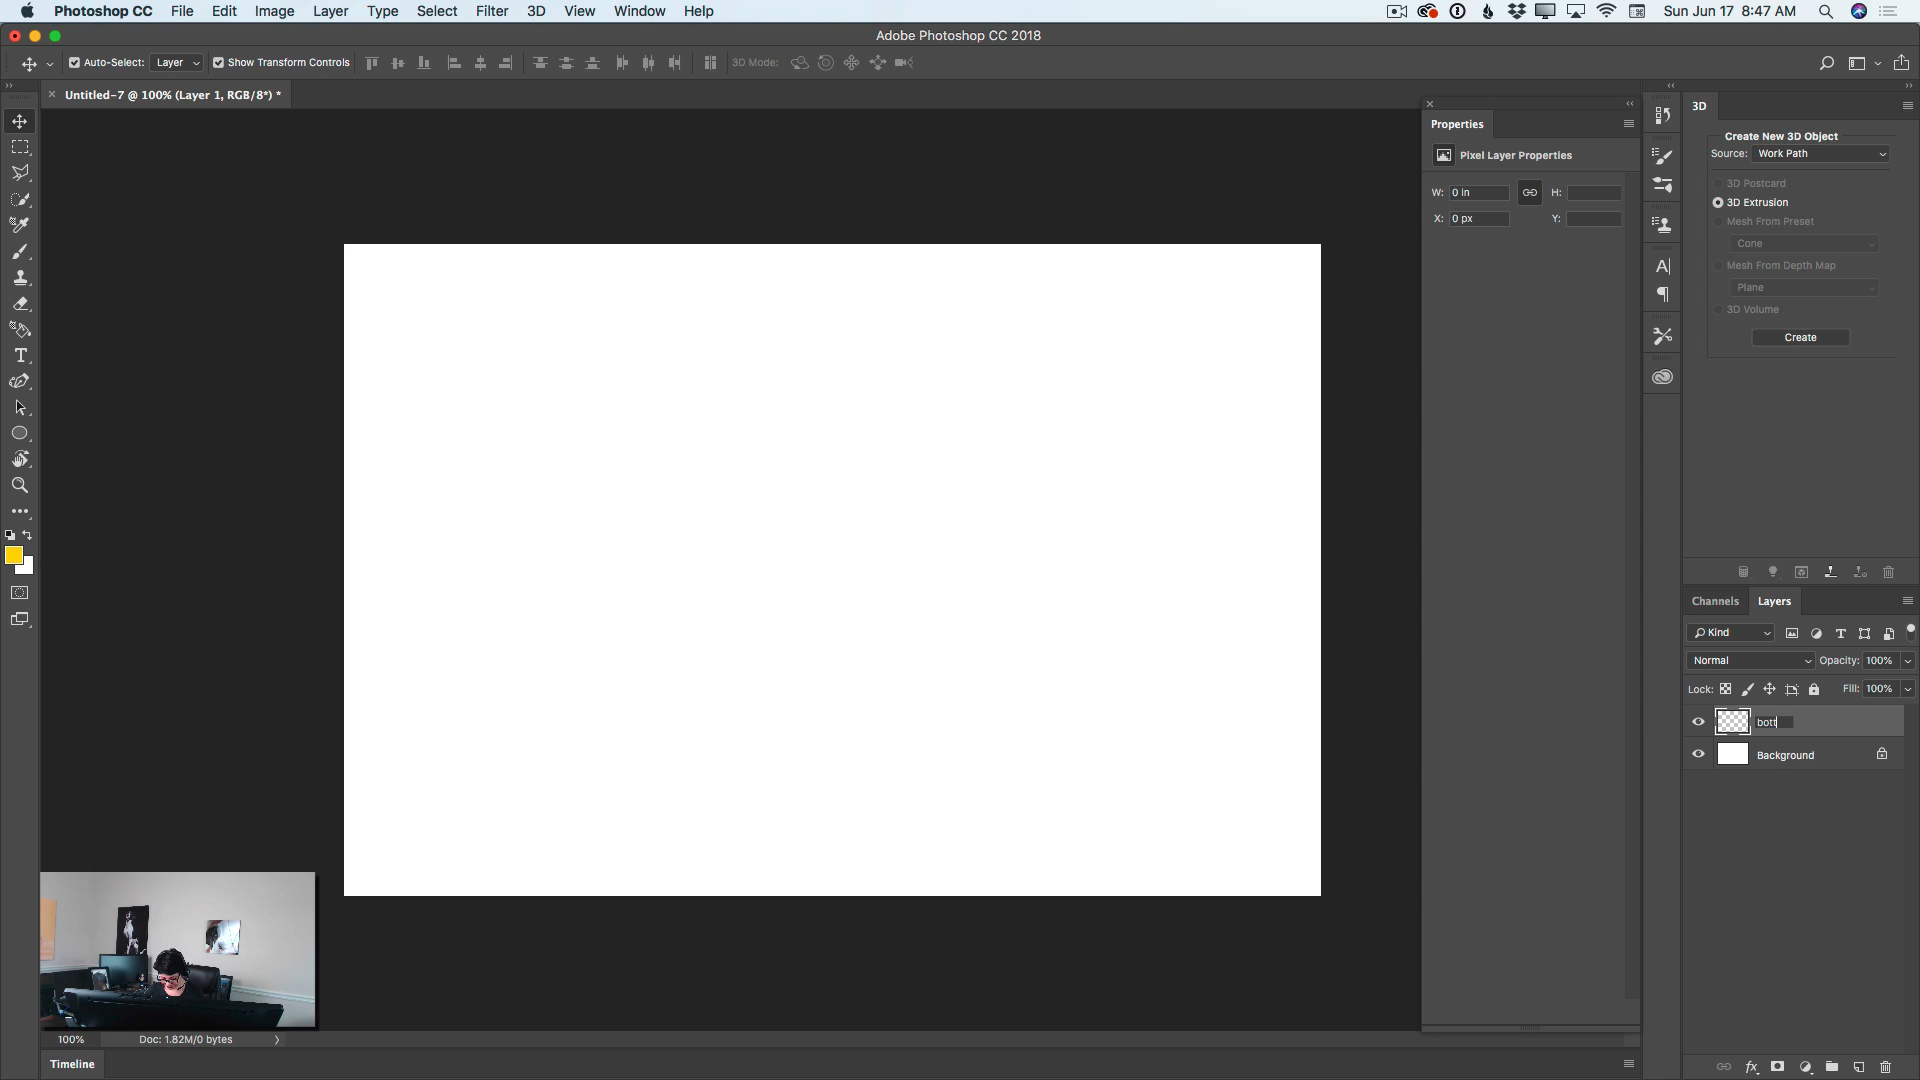 Photoshop CC File Edit Image Layer Type Select Filter 3D View Window Help Sun Jun 17 8:47 AM
Adobe Photoshop CC 2018
Auto-Select: Layer Show Transform Controls 3D Mode:
Untitled-7 @ 100% (Layer 1, RGB/8*) *
Properties
Pixel Layer Properties
W: 0 in H:
X: 0 px Y:
3D
Create New 3D Object
Source: Work Path
3D Postcard
3D Extrusion
Mesh From Preset
Cone
Mesh From Depth Map
Plane
3D Volume
Create
Channels Layers
Kind
Normal Opacity: 100%
Lock: Fill: 100%
bott
Background
100% Doc: 1.82M/0 bytes
Timeline